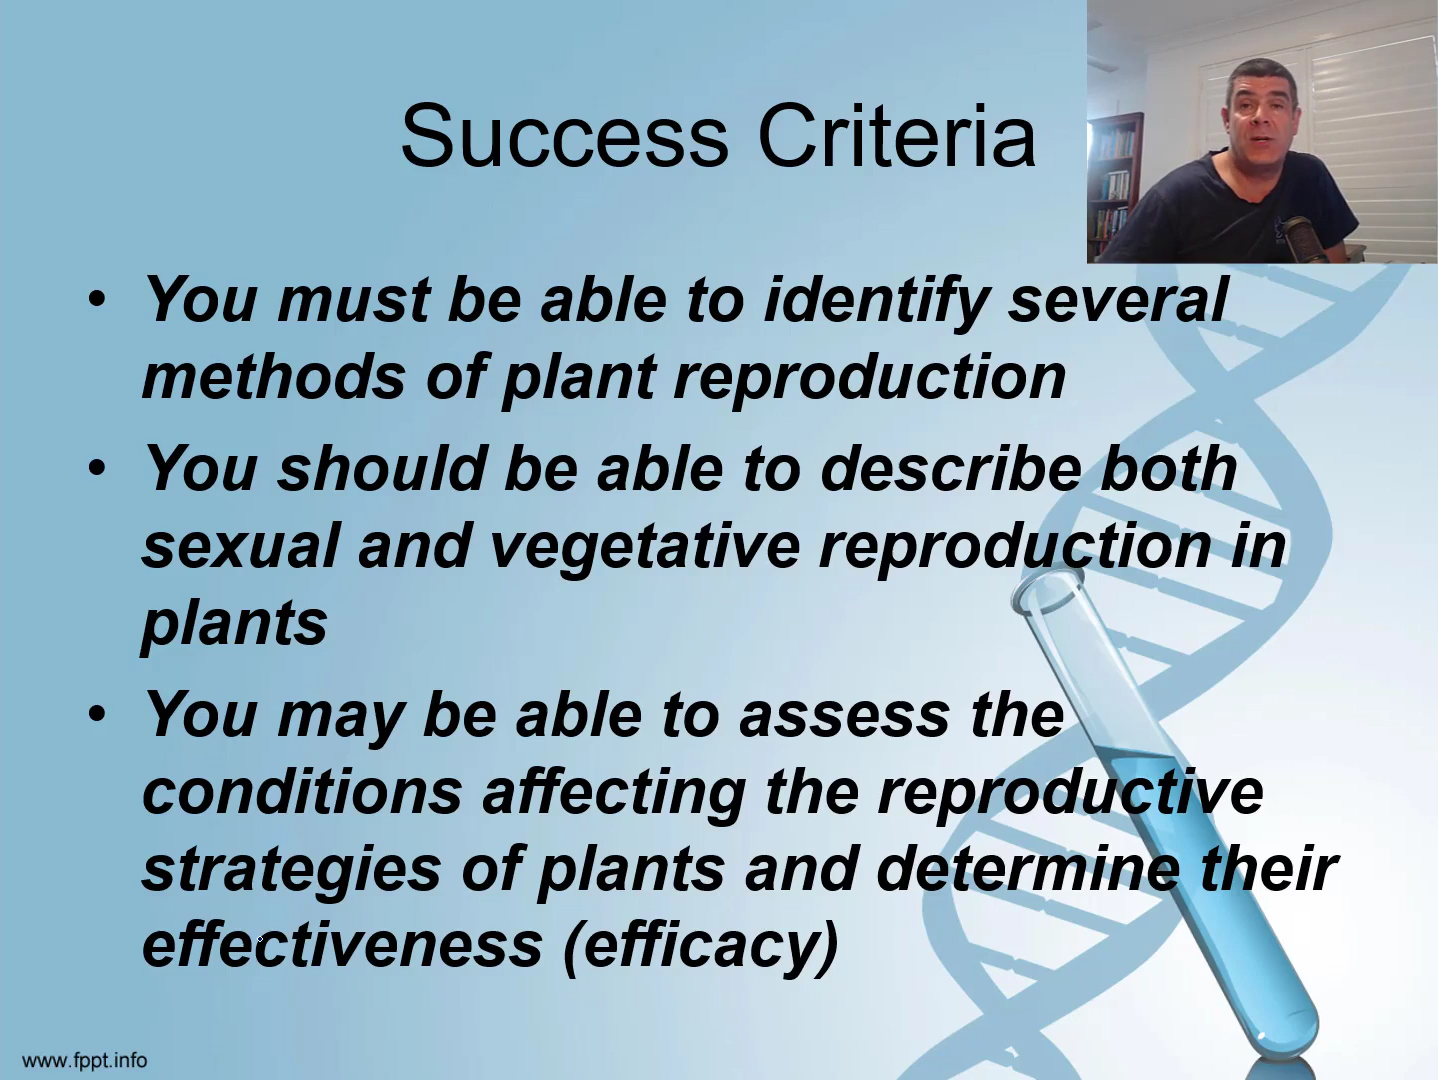 Success Criteria
• You must be able to identify several
methods of plant reproduction
• You should be able to describe both
sexual and vegetative reproduction in
plants
• You may be able to assess the
conditions affecting the reproductive
strategies of plants and determine their
effectiveness (efficacy)
www.fppt.info